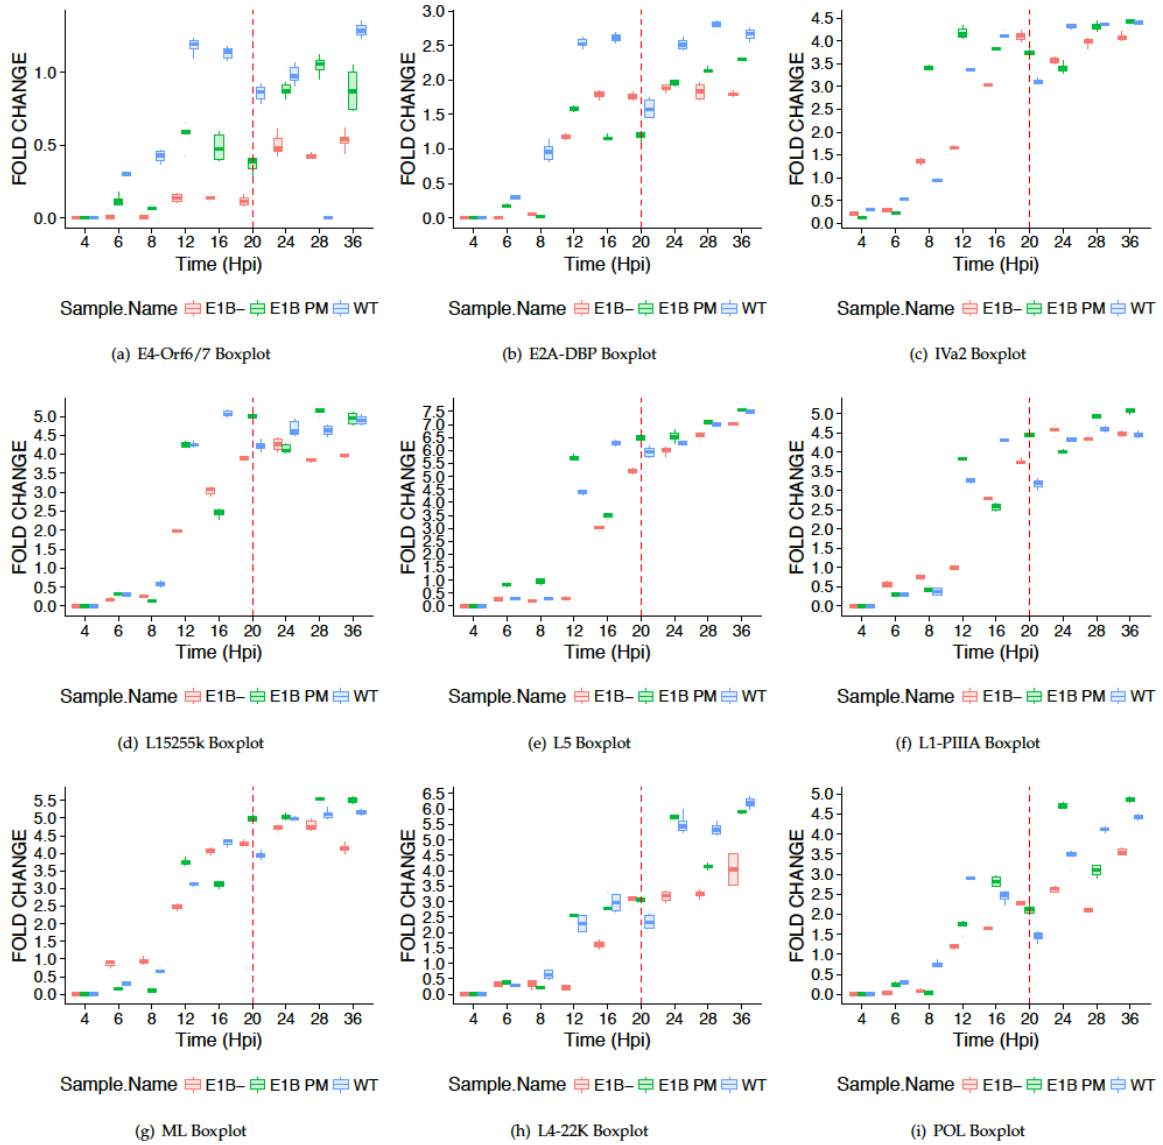 FOLD CHANGE
1.0
0.5
0.0
4 6 8 12 16 20 24 28 36
Time (Hpi)
Sample.Name E1B– E1B PM WT
(a) E4-Orf6/7 Boxplot
FOLD CHANGE
3.0
2.5
2.0
1.5
1.0
0.5
0.0
4 6 8 12 16 20 24 28 36
Time (Hpi)
Sample.Name E1B– E1B PM WT
(b) E2A-DBP Boxplot
FOLD CHANGE
4.5
4.0
3.5
3.0
2.5
2.0
1.5
1.0
0.5
0.0
4 6 8 12 16 20 24 28 36
Time (Hpi)
Sample.Name E1B– E1B PM WT
(c) IVa2 Boxplot
FOLD CHANGE
5.0
4.5
4.0
3.5
3.0
2.5
2.0
1.5
1.0
0.5
0.0
4 6 8 12 16 20 24 28 36
Time (Hpi)
Sample.Name E1B– E1B PM WT
(d) L15255k Boxplot
FOLD CHANGE
7.5
7.0
6.5
6.0
5.5
5.0
4.5
4.0
3.5
3.0
2.5
2.0
1.5
1.0
0.5
0.0
4 6 8 12 16 20 24 28 36
Time (Hpi)
Sample.Name E1B– E1B PM WT
(e) L5 Boxplot
FOLD CHANGE
5.0
4.5
4.0
3.5
3.0
2.5
2.0
1.5
1.0
0.5
0.0
4 6 8 12 16 20 24 28 36
Time (Hpi)
Sample.Name E1B– E1B PM WT
(f) L1-PIIIA Boxplot
FOLD CHANGE
5.5
5.0
4.5
4.0
3.5
3.0
2.5
2.0
1.5
1.0
0.5
0.0
4 6 8 12 16 20 24 28 36
Time (Hpi)
Sample.Name E1B– E1B PM WT
(g) ML Boxplot
FOLD CHANGE
6.5
6.0
5.5
5.0
4.5
4.0
3.5
3.0
2.5
2.0
1.5
1.0
0.5
0.0
4 6 8 12 16 20 24 28 36
Time (Hpi)
Sample.Name E1B– E1B PM WT
(h) L4-22K Boxplot
FOLD CHANGE
5.0
4.5
4.0
3.5
3.0
2.5
2.0
1.5
1.0
0.5
0.0
4 6 8 12 16 20 24 28 36
Time (Hpi)
Sample.Name E1B– E1B PM WT
(i) POL Boxplot